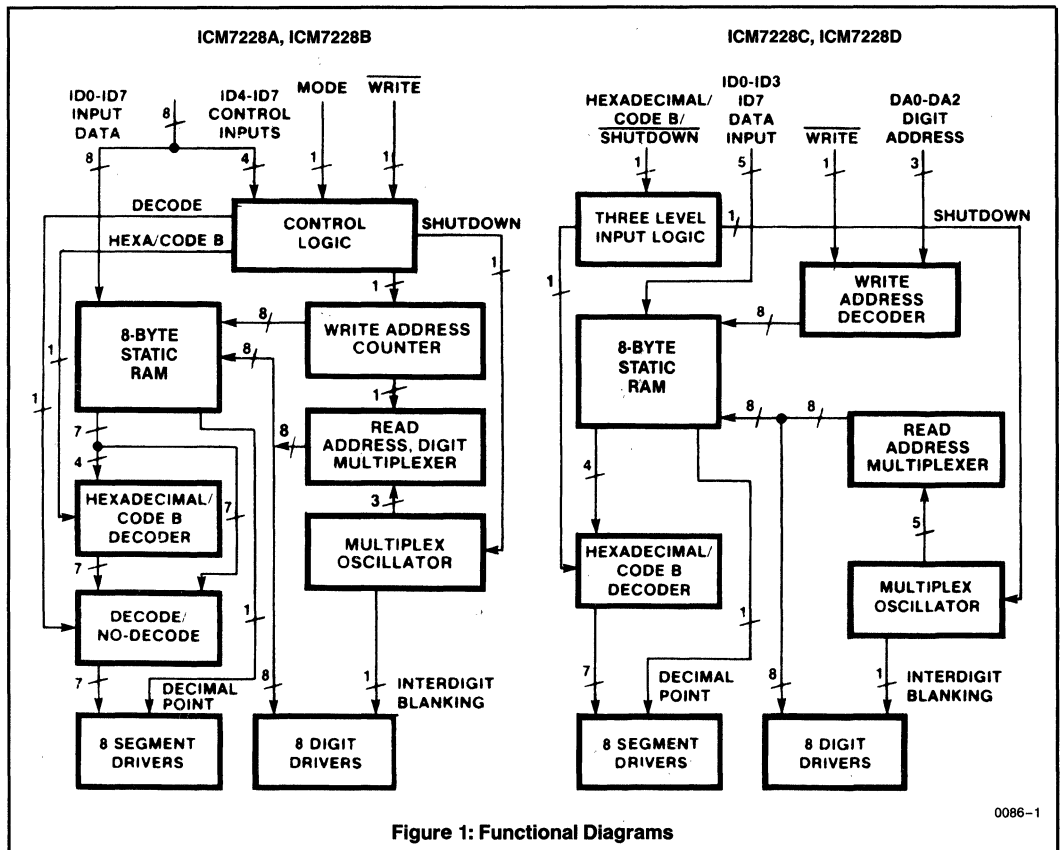 ICM7228A, ICM7228B
ID0-ID7
INPUT
DATA
8
8
ID4-ID7
CONTROL
INPUTS
4
MODE
1
WRITE
1
DECODE
HEXA/CODE B
CONTROL
LOGIC
SHUTDOWN
1
1
8-BYTE
STATIC
RAM
8
WRITE ADDRESS
COUNTER
8
1
1
1
7
8
READ
ADDRESS, DIGIT
MULTIPLEXER
4
3
HEXADECIMAL/
CODE B
DECODER
7
MULTIPLEX
OSCILLATOR
7
DECODE/
NO-DECODE
1
7
DECIMAL
POINT
8
1
INTERDIGIT
BLANKING
8 SEGMENT
DRIVERS
8 DIGIT
DRIVERS
ICM7228C, ICM7228D
HEXADECIMAL/
CODE B/
SHUTDOWN
1
ID0-ID3
ID7
DATA
INPUT
5
WRITE
1
DA0-DA2
DIGIT
ADDRESS
3
THREE LEVEL
INPUT LOGIC
1
SHUTDOWN
1
WRITE
ADDRESS
DECODER
8
8-BYTE
STATIC
RAM
8
8
READ
ADDRESS
MULTIPLEXER
4
5
HEXADECIMAL/
CODE B
DECODER
1
MULTIPLEX
OSCILLATOR
7
DECIMAL
POINT
8
1
INTERDIGIT
BLANKING
8 SEGMENT
DRIVERS
8 DIGIT
DRIVERS
0086–1
Figure 1: Functional Diagrams